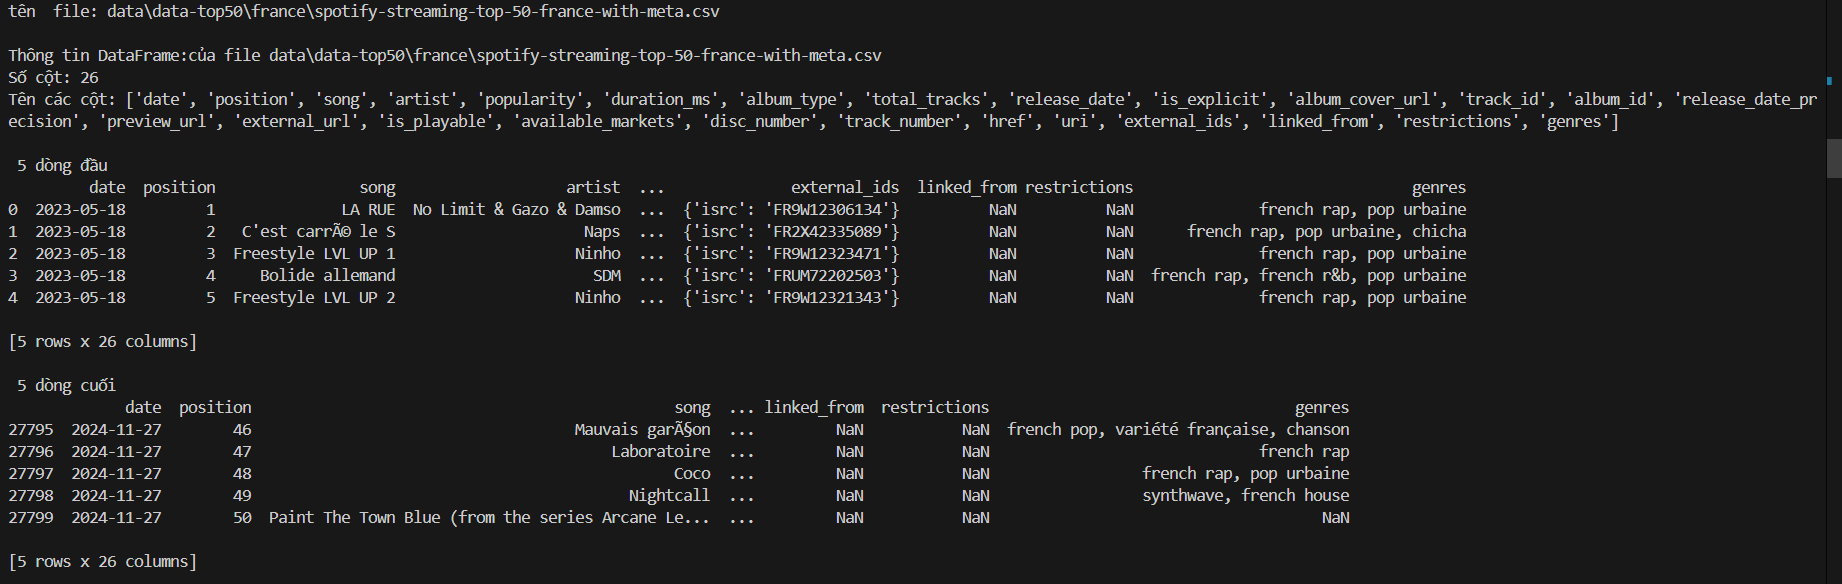 tên  file: data\data-top50\france\spotify-streaming-top-50-france-with-meta.csv
Thông tin DataFrame:của file data\data-top50\france\spotify-streaming-top-50-france-with-meta.csv
Số cột: 26
Tên các cột: ['date', 'position', 'song', 'artist', 'popularity', 'duration_ms', 'album_type', 'total_tracks', 'release_date', 'is_explicit', 'album_cover_url', 'track_id', 'album_id', 'release_date_pr
ecision', 'preview_url', 'external_url', 'is_playable', 'available_markets', 'disc_number', 'track_number', 'href', 'uri', 'external_ids', 'linked_from', 'restrictions', 'genres']
5 dòng đầu
date  position  song  artist  ...  external_ids  linked_from restrictions  genres
0  2023-05-18  1  LA RUE  No Limit & Gazo & Damso  ...  {'isrc': 'FR9W12306134'}  NaN  NaN  french rap, pop urbaine
1  2023-05-18  2  C'est carrÃ© le S  Naps  ...  {'isrc': 'FR2X42335089'}  NaN  NaN  french rap, pop urbaine, chicha
2  2023-05-18  3  Freestyle LVL UP 1  Ninho  ...  {'isrc': 'FR9W12323471'}  NaN  NaN  french rap, pop urbaine
3  2023-05-18  4  Bolide allemand  SDM  ...  {'isrc': 'FRUM72202503'}  NaN  NaN  french rap, french r&b, pop urbaine
4  2023-05-18  5  Freestyle LVL UP 2  Ninho  ...  {'isrc': 'FR9W12321343'}  NaN  NaN  french rap, pop urbaine
[5 rows x 26 columns]
5 dòng cuối
date  position  song  ...  linked_from  restrictions  genres
27795  2024-11-27  46  Mauvais garÃ§on  ...  NaN  NaN  french pop, variété française, chanson
27796  2024-11-27  47  Laboratoire  ...  NaN  NaN  french rap
27797  2024-11-27  48  Coco  ...  NaN  NaN  french rap, pop urbaine
27798  2024-11-27  49  Nightcall  ...  NaN  NaN  synthwave, french house
27799  2024-11-27  50  Paint The Town Blue (from the series Arcane Le...  ...  NaN  NaN  NaN
[5 rows x 26 columns]